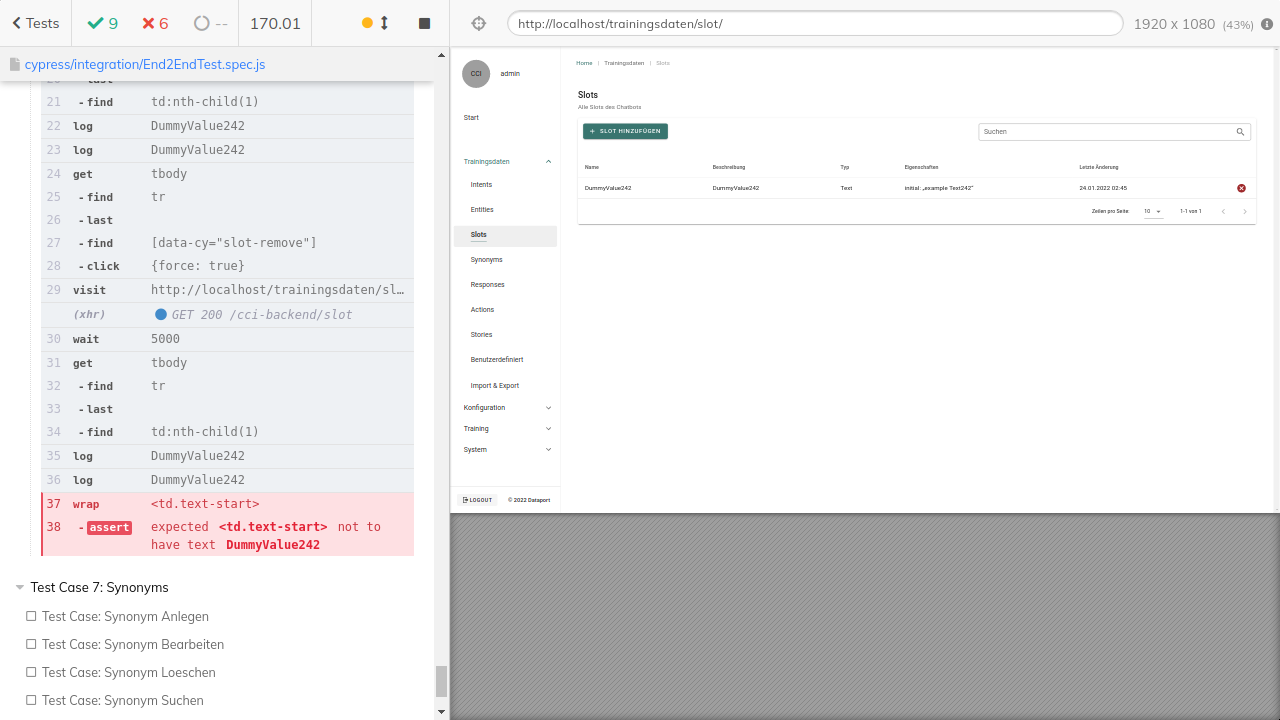 Tests
9
6
--
170.01
http://localhost/trainingsdaten/slot/
1920 x 1080 (43%)
cypress/integration/End2EndTest.spec.js
21 -find td:nth-child(1)
22 log DummyValue242
23 log DummyValue242
24 get tbody
25 -find tr
26 -last
27 -find [data-cy="slot-remove"]
28 -click {force: true}
29 visit http://localhost/trainingsdaten/sl…
(xhr) GET 200 /cci-backend/slot
30 wait 5000
31 get tbody
32 -find tr
33 -last
34 -find td:nth-child(1)
35 log DummyValue242
36 log DummyValue242
37 wrap <td.text-start>
38 -assert expected <td.text-start> not to
have text DummyValue242
Test Case 7: Synonyms
Test Case: Synonym Anlegen
Test Case: Synonym Bearbeiten
Test Case: Synonym Loeschen
Test Case: Synonym Suchen
CCI admin
Start
Trainingsdaten
Intents
Entities
Slots
Synonyms
Responses
Actions
Stories
Benutzerdefiniert
Import & Export
Konfiguration
Training
System
LOGOUT © 2022 Dataport
Home | Trainingsdaten | Slots
Slots
Alle Slots des Chatbots
+ SLOT HINZUFÜGEN
Suchen
Name Beschreibung Typ Eigenschaften Letzte Änderung
DummyValue242 DummyValue242 Text initial: „example Text242" 24.01.2022 02:45
Zeilen pro Seite: 10 1-1 von 1